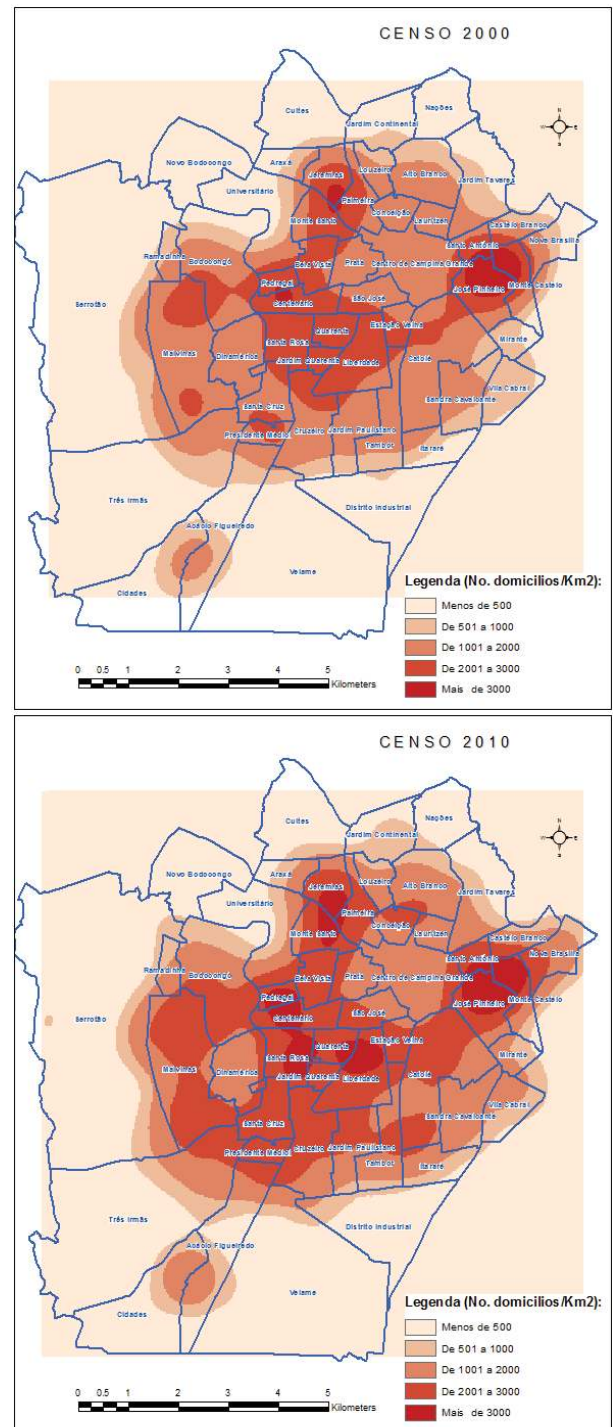 CENSO 2000
N
W E
S
Cuites
Nações
Jardim Continental
Novo Bodocongo
Araxá
Jeremias
Louzeiro
Alto Branco
Jardim Tavares
Universitário
Palmeira
Conceição
Monte Santo
Lauritzen
Castelo Branco
Santo Antônio
Nova Brasília
Ramadinha
Bodocongo
Bela Vista
Prata
Centro de Campina Grande
Pedregal
José Pinheiro
Monte Castelo
Serrotão
Centenário
São José
Quarenta
Estação Velha
Santa Rosa
Mirante
Malvinas
Dinamérica
Jardim Quarenta
Liberdade
Catolé
Vila Cabral
Santa Cruz
Sandra Cavalcante
Presidente Médici
Cruzeiro
Jardim Paulistano
Tambor
Itararé
Três Irmãs
Distrito Industrial
Acácio Figueiredo
Velame
Cidades
Legenda (No. domicilios/Km2):
Menos de 500
De 501 a 1000
De 1001 a 2000
De 2001 a 3000
Mais de 3000
0 0.5 1 2 3 4 5
Kilometers
CENSO 2010
N
W E
S
Cuites
Nações
Jardim Continental
Novo Bodocongo
Araxá
Jeremias
Louzeiro
Alto Branco
Jardim Tavares
Universitário
Palmeira
Conceição
Monte Santo
Lauritzen
Castelo Branco
Santo Antônio
Nova Brasília
Ramadinha
Bodocongo
Bela Vista
Prata
Centro de Campina Grande
Pedregal
José Pinheiro
Monte Castelo
Serrotão
Centenário
São José
Quarenta
Estação Velha
Santa Rosa
Mirante
Malvinas
Dinamérica
Jardim Quarenta
Liberdade
Catolé
Vila Cabral
Santa Cruz
Sandra Cavalcante
Presidente Médici
Cruzeiro
Jardim Paulistano
Tambor
Itararé
Três Irmãs
Distrito Industrial
Acácio Figueiredo
Velame
Cidades
Legenda (No. domicilios/Km2):
Menos de 500
De 501 a 1000
De 1001 a 2000
De 2001 a 3000
Mais de 3000
0 0.5 1 2 3 4 5
Kilometers